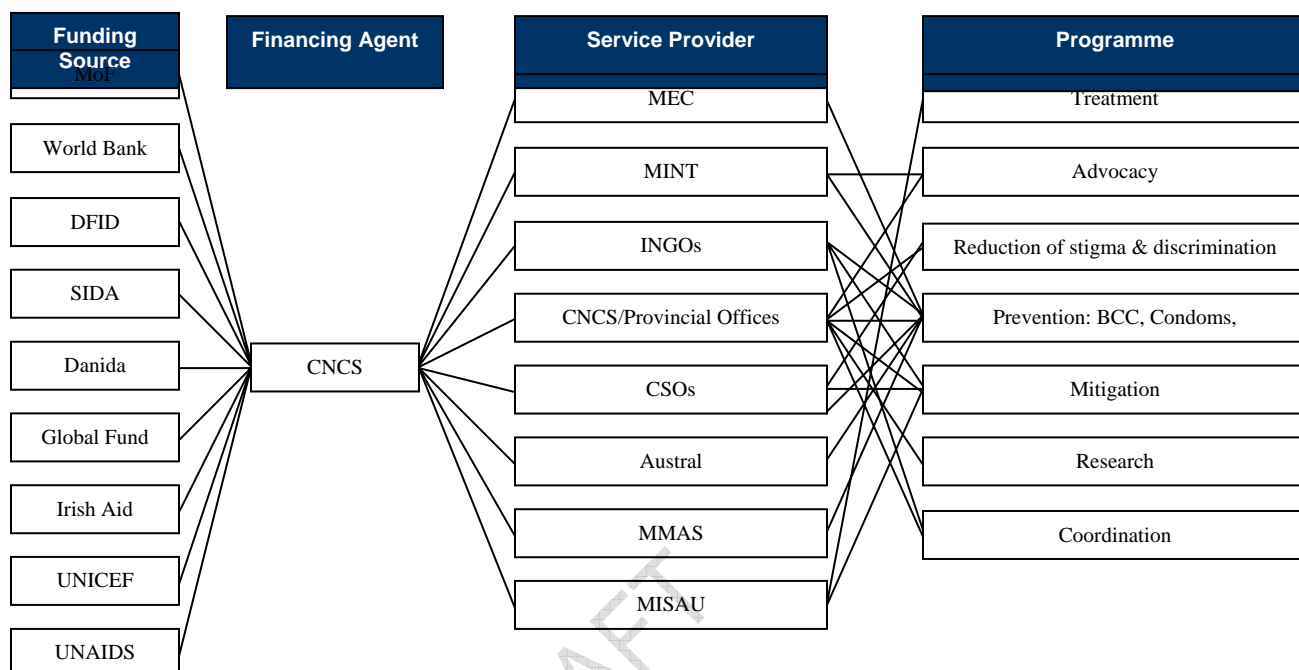 Funding
Source
Financing Agent
Service Provider
Programme
MoF
World Bank
DFID
SIDA
Danida
Global Fund
Irish Aid
UNICEF
UNAIDS
CNCS
MEC
MINT
INGOs
CNCS/Provincial Offices
CSOs
Austral
MMAS
MISAU
Treatment
Advocacy
Reduction of stigma & discrimination
Prevention: BCC, Condoms,
Mitigation
Research
Coordination
AFT